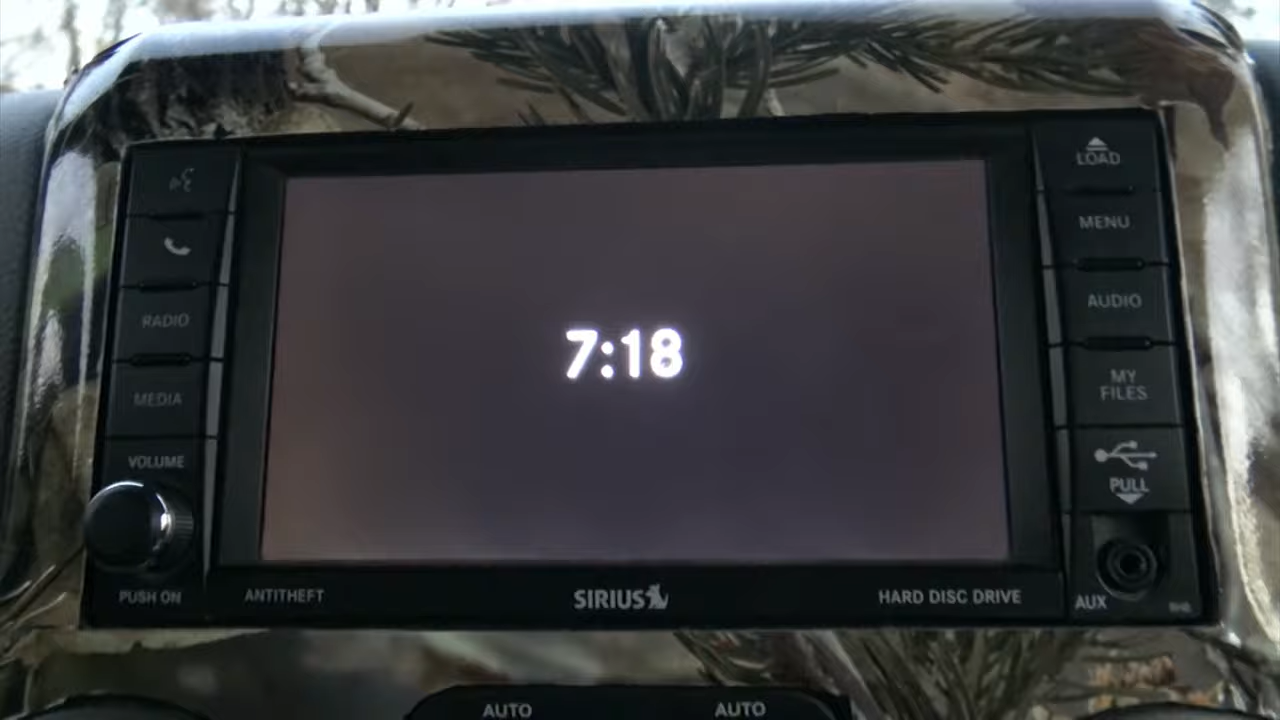 LOAD
MENU
RADIO
AUDIO
7:18
MEDIA
MY
FILES
VOLUME
PULL
PUSH ON
ANTITHEFT
SIRIUS
HARD DISC DRIVE
AUX
AUTO
AUTO